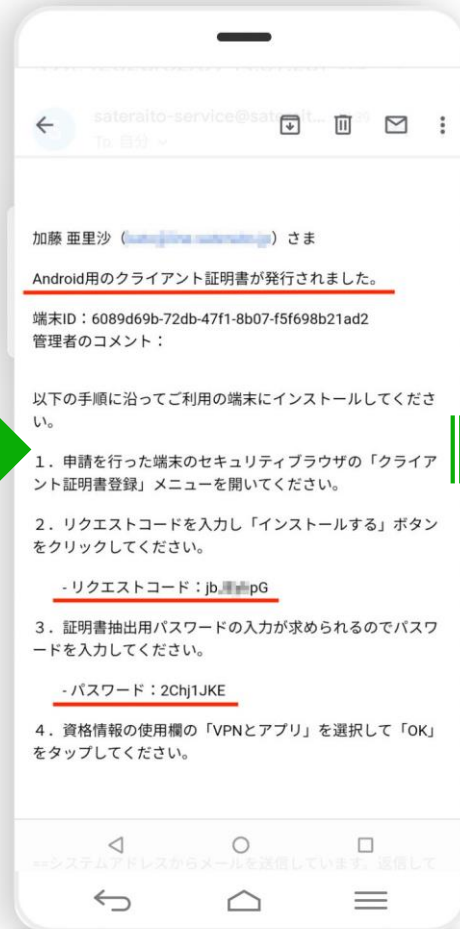 sateraito-service@saterait...
To. 自分
加藤 亜里沙（ ）さま
Android用のクライアント証明書が発行されました。
端末ID：6089d69b-72db-47f1-8b07-f5f698b21ad2
管理者のコメント：
以下の手順に沿ってご利用の端末にインストールしてくださ
い。
１．申請を行った端末のセキュリティブラウザの「クライア
ント証明書登録」メニューを開いてください。
２．リクエストコードを入力し「インストールする」ボタン
をクリックしてください。
- リクエストコード：jb pG
３．証明書抽出用パスワードの入力が求められるのでパスワ
ードを入力してください。
- パスワード：2Chj1JKE
４．資格情報の使用欄の「VPNとアプリ」を選択して「OK」
をタップしてください。
==システムアドレスからメールを送信しています。返信して